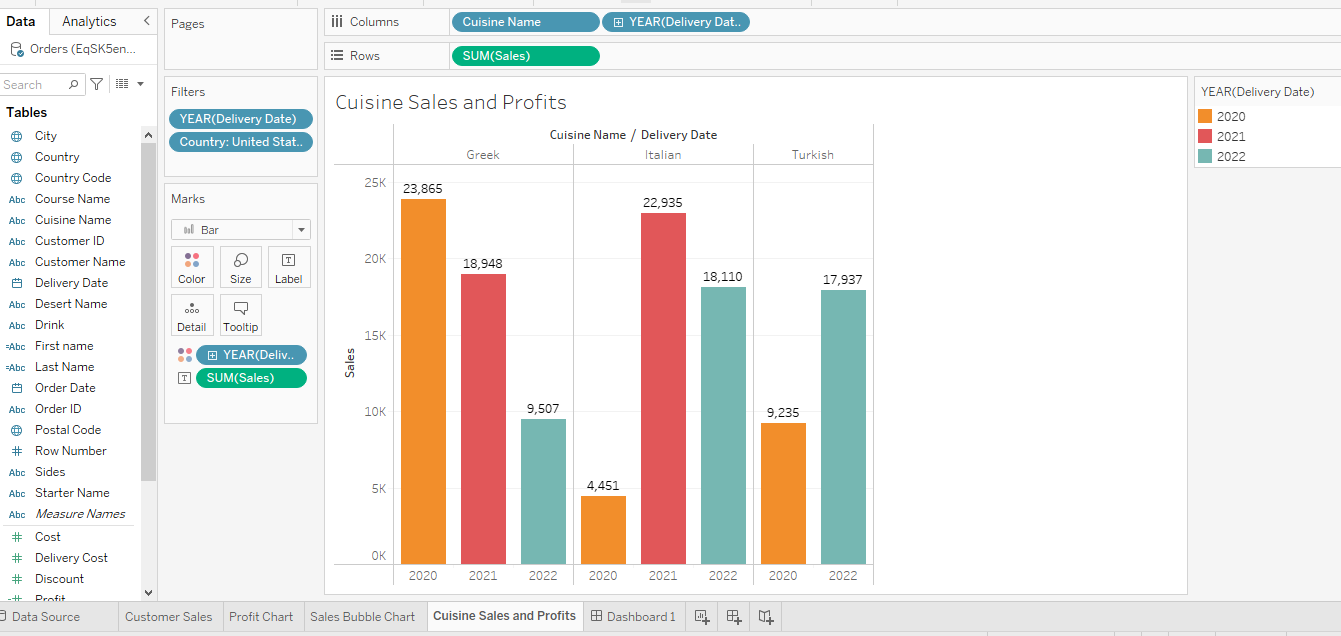 Data
Analytics
Orders (EqSK5en...
Search
Tables
City
Country
Country Code
Abc Course Name
Abc Cuisine Name
Abc Customer ID
Abc Customer Name
Delivery Date
Abc Desert Name
Abc Drink
=Abc First name
=Abc Last Name
Order Date
Abc Order ID
Postal Code
# Row Number
Abc Sides
Abc Starter Name
Abc Measure Names
# Cost
# Delivery Cost
# Discount
=# Profit
Pages
Filters
YEAR(Delivery Date)
Country: United Stat..
Marks
Bar
Color
Size
T
Label
Detail
Tooltip
YEAR(Deliv..
T SUM(Sales)
Columns
Cuisine Name
YEAR(Delivery Dat..
Rows
SUM(Sales)
Cuisine Sales and Profits
Cuisine Name / Delivery Date
Greek Italian Turkish
Sales
25K
20K
15K
10K
5K
0K
23,865
18,948
9,507
4,451
22,935
18,110
9,235
17,937
2020 2021 2022 2020 2021 2022 2020 2022
YEAR(Delivery Date)
2020
2021
2022
Data Source
Customer Sales
Profit Chart
Sales Bubble Chart
Cuisine Sales and Profits
Dashboard 1